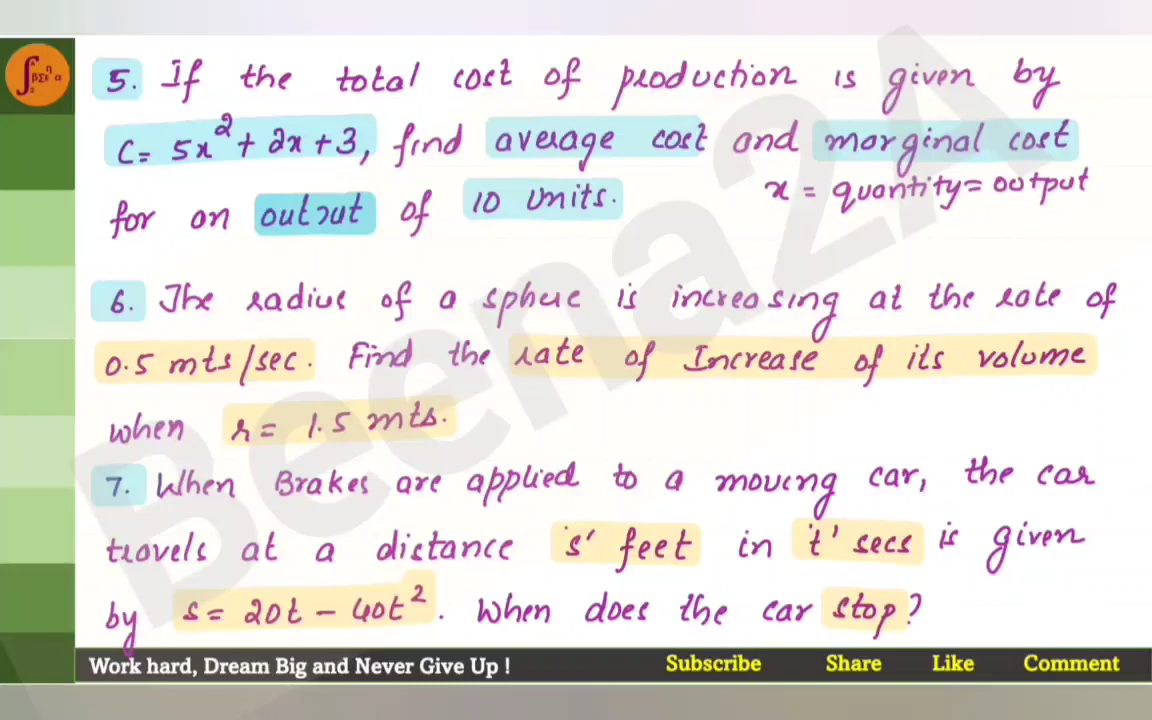 5. If the total cost of production is given by
C= 5x² + 2x + 3, find average cost and marginal cost
x = quantity = output
for an output of 10 Units.
6. The radius of a sphere is increasing at the rate of
0.5 mts/sec. Find the rate of Increase of its volume
when r = 1.5 mts.
7. When Brakes are applied to a moving car, the car
travels at a distance 's' feet in 't' secs is given
by s = 20t - 40t². When does the car stop?
Work hard, Dream Big and Never Give Up ! Subscribe Share Like Comment
Beena2A